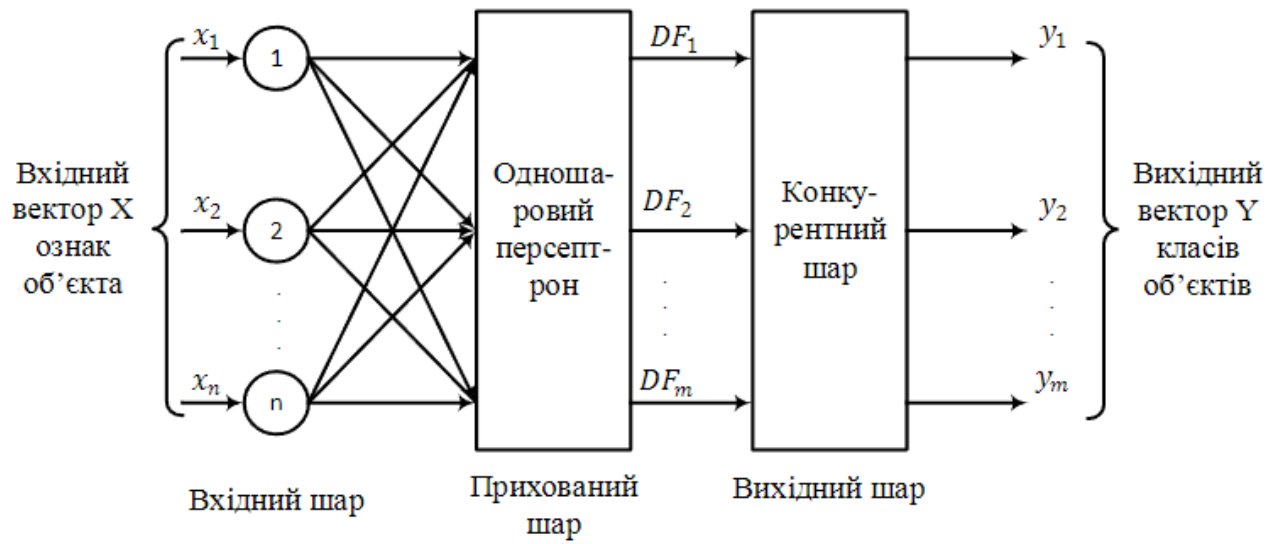 Вхідний
вектор X
ознак
об’єкта
x₁
x₂
xₙ
1
2
n
Вхідний шар
Одноша-
ровий
персепт-
рон
Прихований
шар
DF₁
DF₂
DFₘ
Конку-
рентний
шар
Вихідний шар
y₁
y₂
yₘ
Вихідний
вектор Y
класів
об’єктів